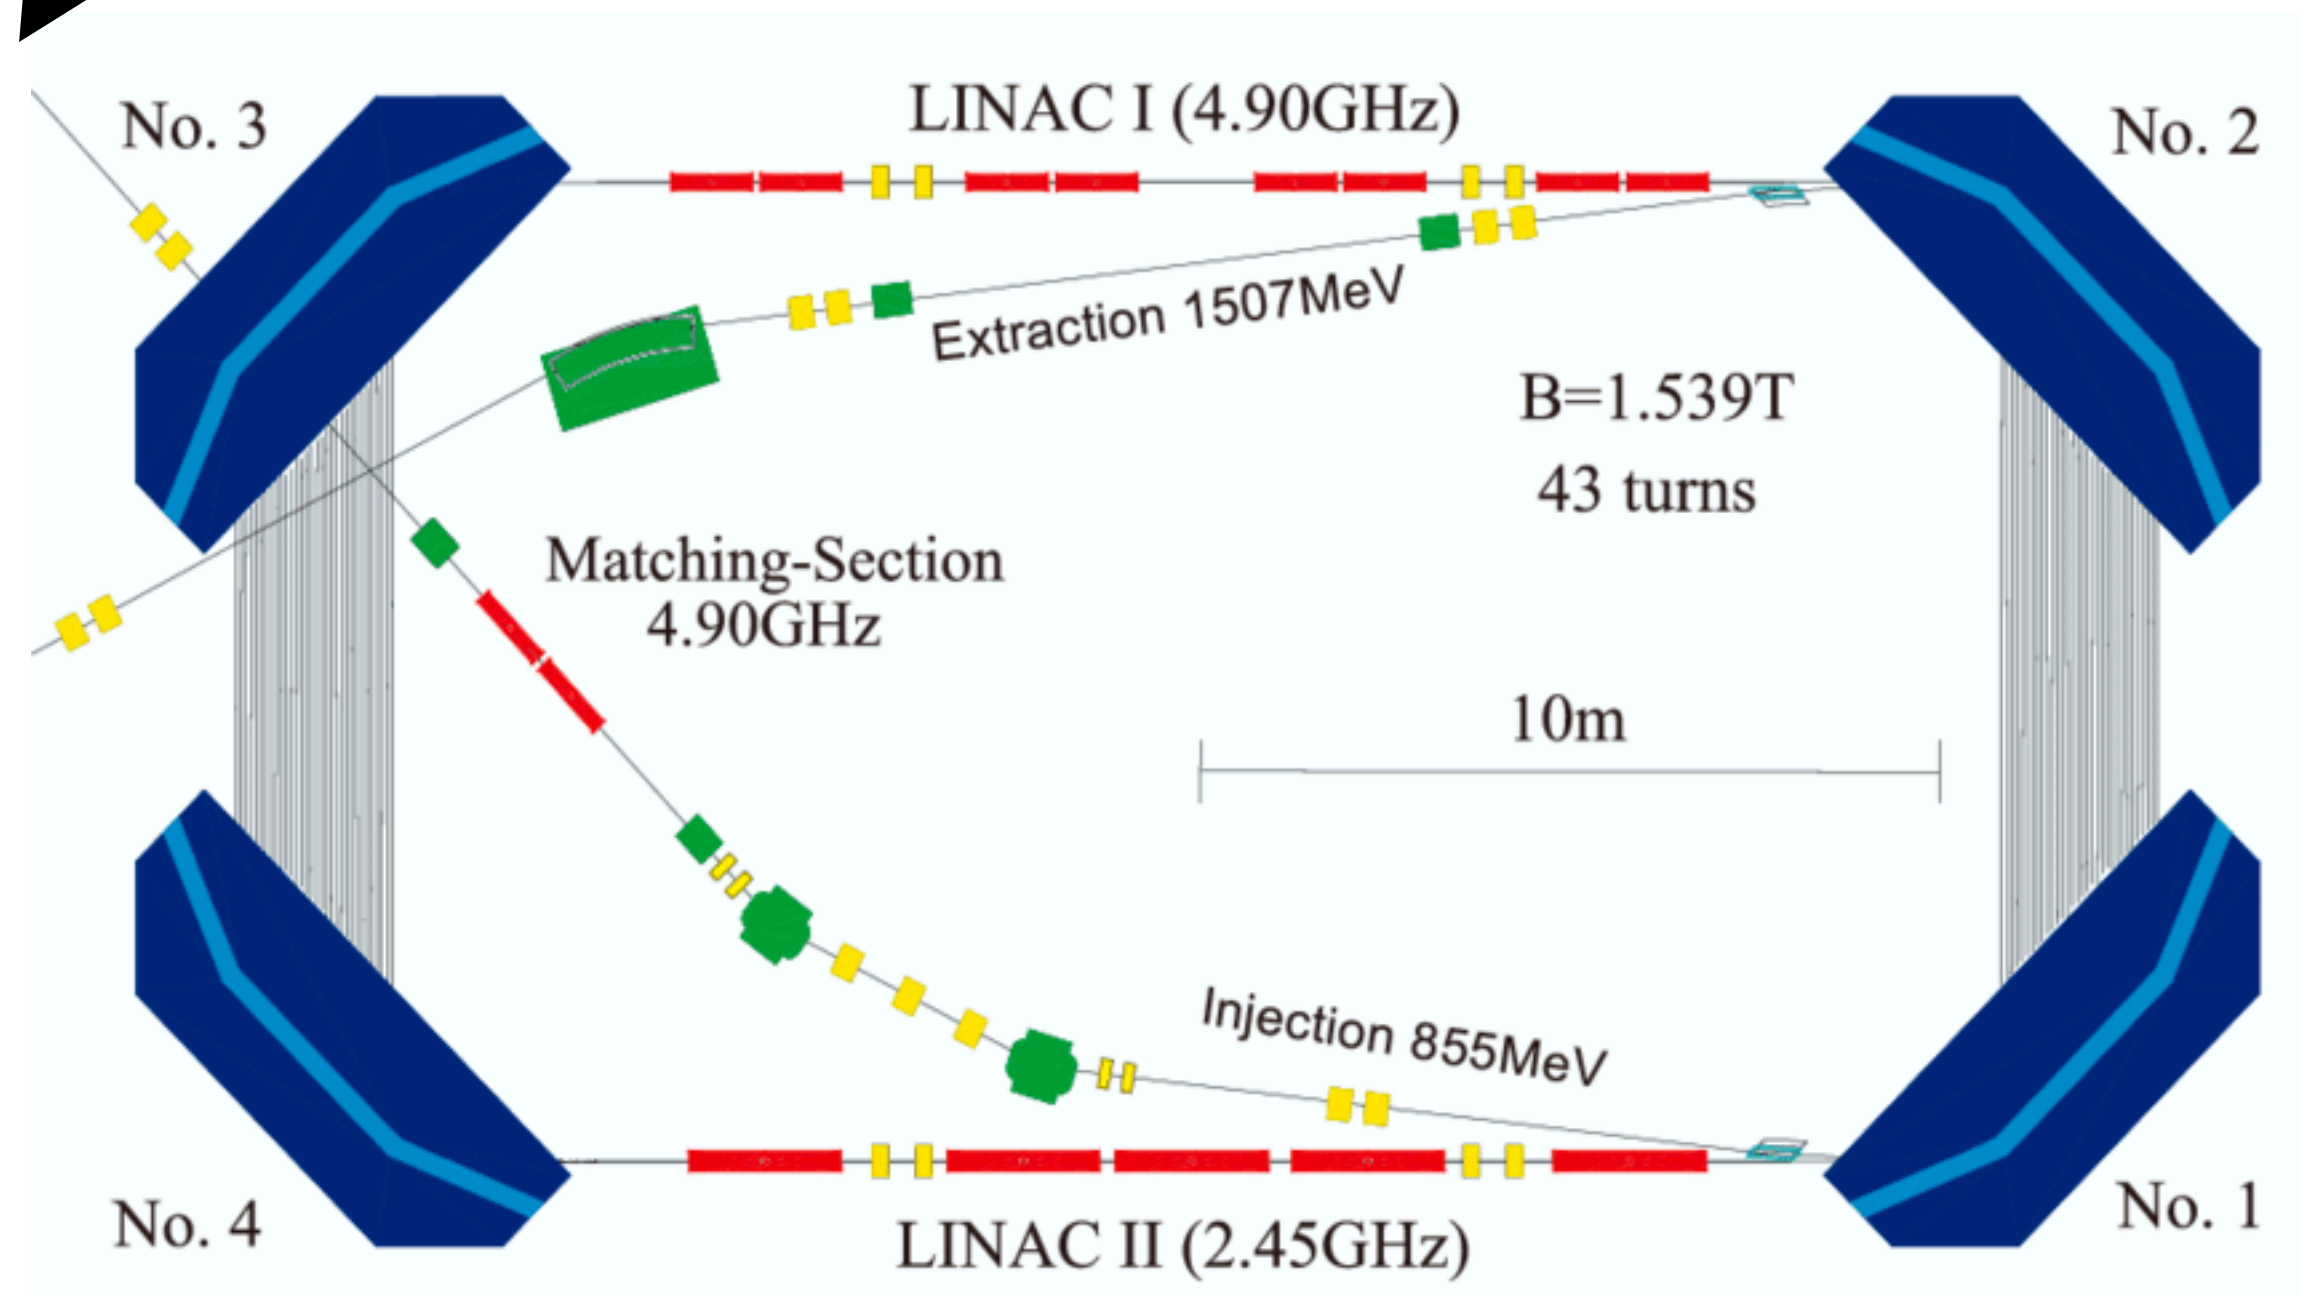 LINAC I (4.90GHz)
No. 3
No. 2
Extraction 1507MeV
B=1.539T
43 turns
Matching-Section
4.90GHz
10m
Injection 855MeV
No. 4
No. 1
LINAC II (2.45GHz)